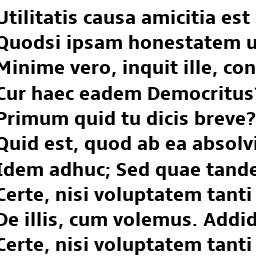 Utilitatis causa amicitia est
Quodsi ipsam honestatem u
Minime vero, inquit ille, con
Cur haec eadem Democritus?
Primum quid tu dicis breve?
Quid est, quod ab ea absolvi
Idem adhuc; Sed quae tande
Certe, nisi voluptatem tanti
De illis, cum volemus. Addid
Certe, nisi voluptatem tanti